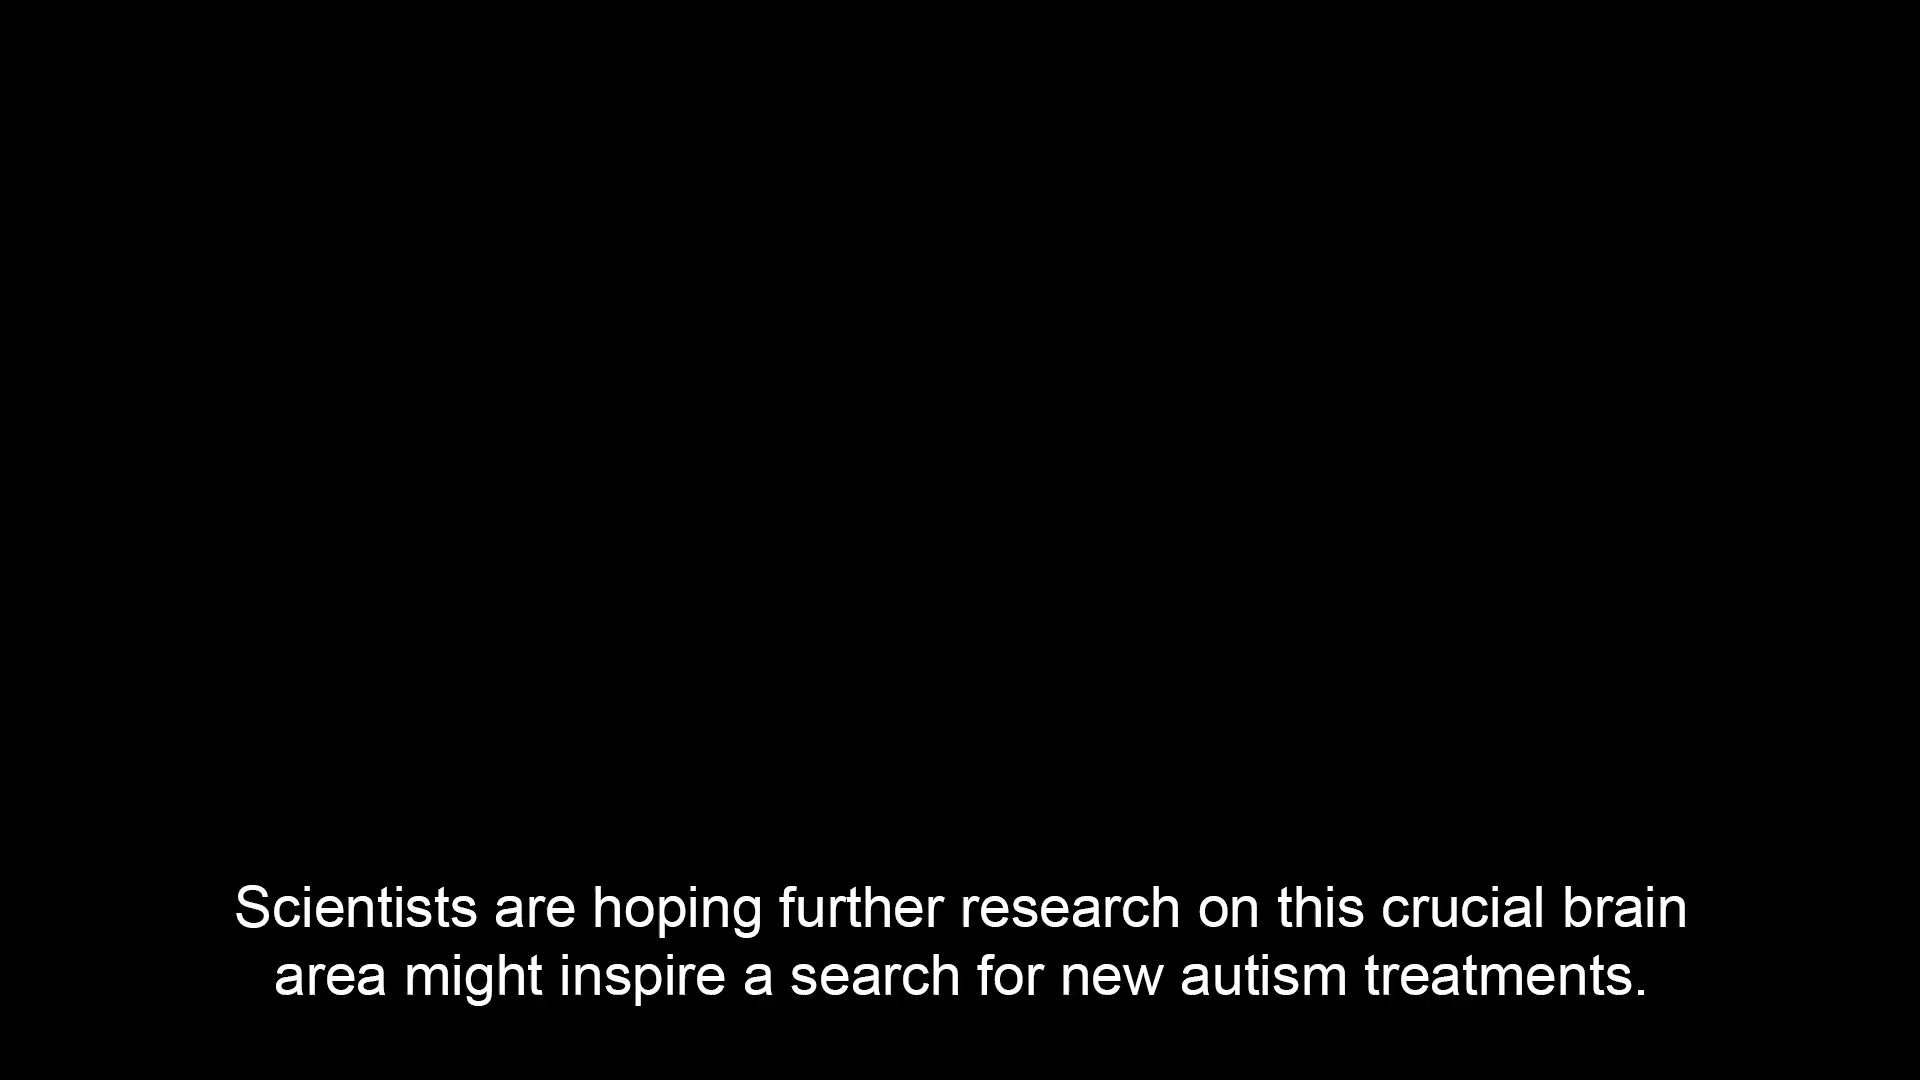 Scientists are hoping further research on this crucial brain
area might inspire a search for new autism treatments.